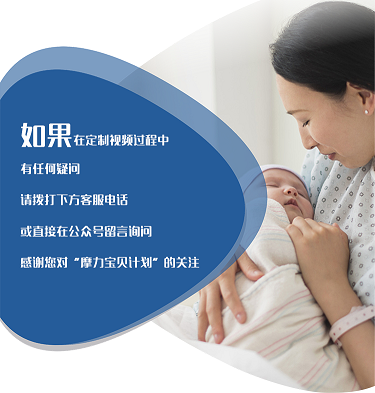 如果在定制视频过程中
有任何疑问
请拨打下方客服电话
或直接在公众号留言询问
感谢您对“摩力宝贝计划”的关注